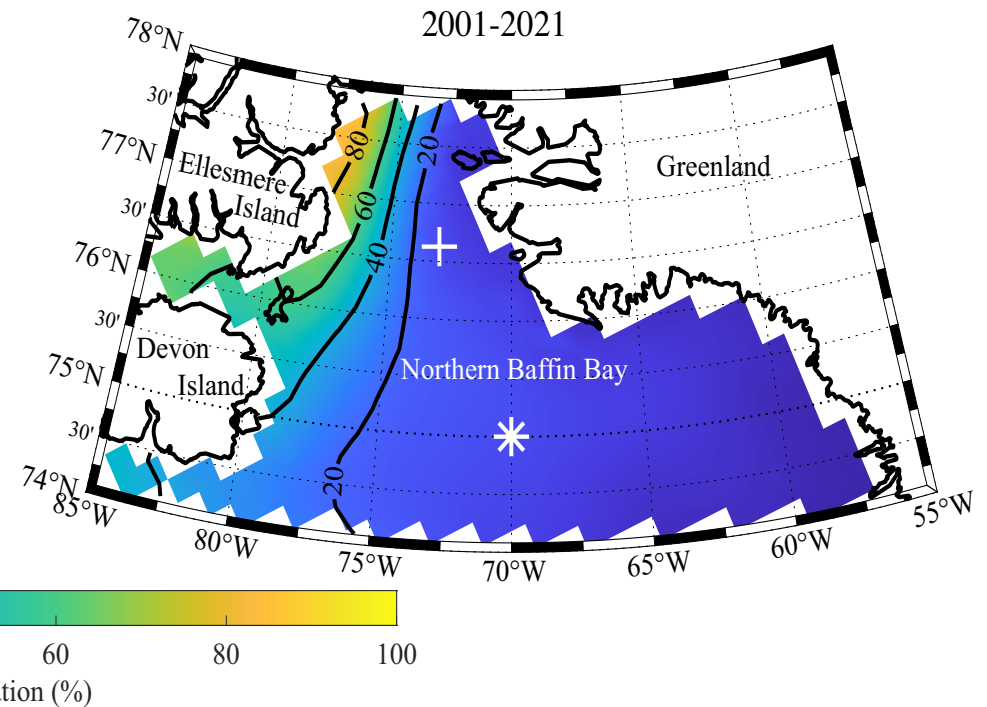 2001-2021
78°N
30'
77°N
30'
76°N
30'
75°N
30'
74°N
85°W
80°W
75°W
70°W
65°W
60°W
55°W
Ellesmere
Island
Greenland
Devon
Island
Northern Baffin Bay
80
60
40
20
20
60 80 100
ation (%)